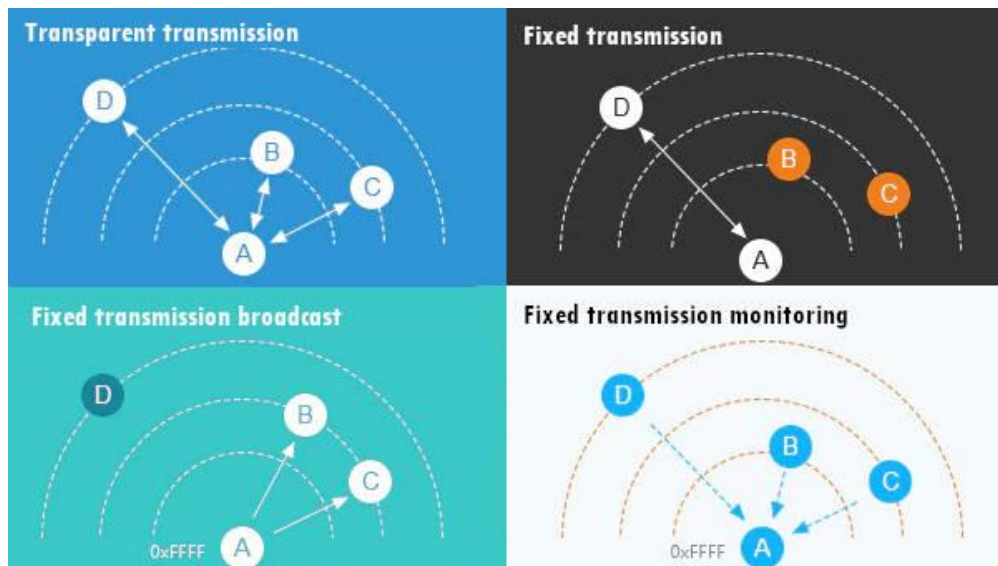 Transparent transmission
D
B
C
A
Fixed transmission
D
B
C
A
Fixed transmission broadcast
D
B
C
0xFFFF A
Fixed transmission monitoring
D
B
C
0xFFFF A